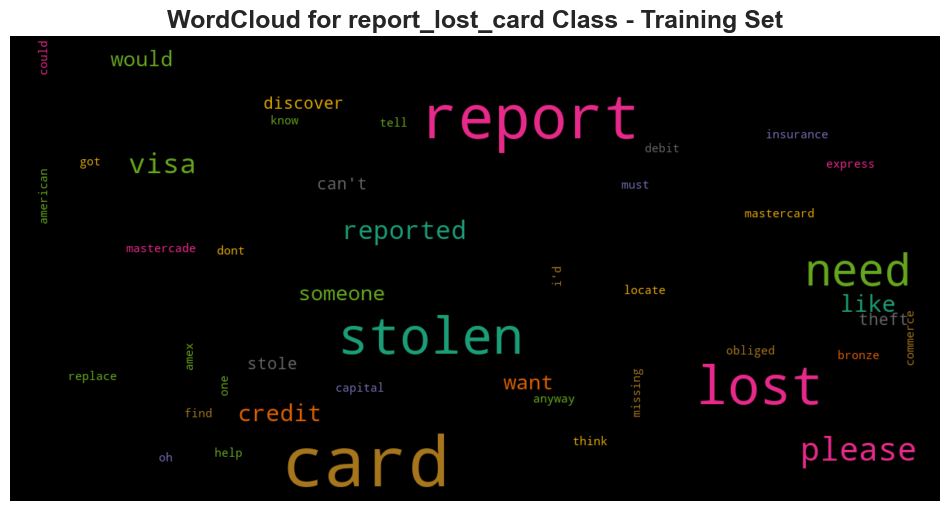 WordCloud for report_lost_card Class - Training Set
could
would
discover
know
tell
report
insurance
debit
express
got
visa
can't
must
american
mastercard
reported
mastercade
dont
need
i'd
locate
someone
like
theft
commerce
stolen
amex
obliged
bronze
stole
replace
one
capital
want
anyway
missing
lost
find
credit
think
please
oh
help
card